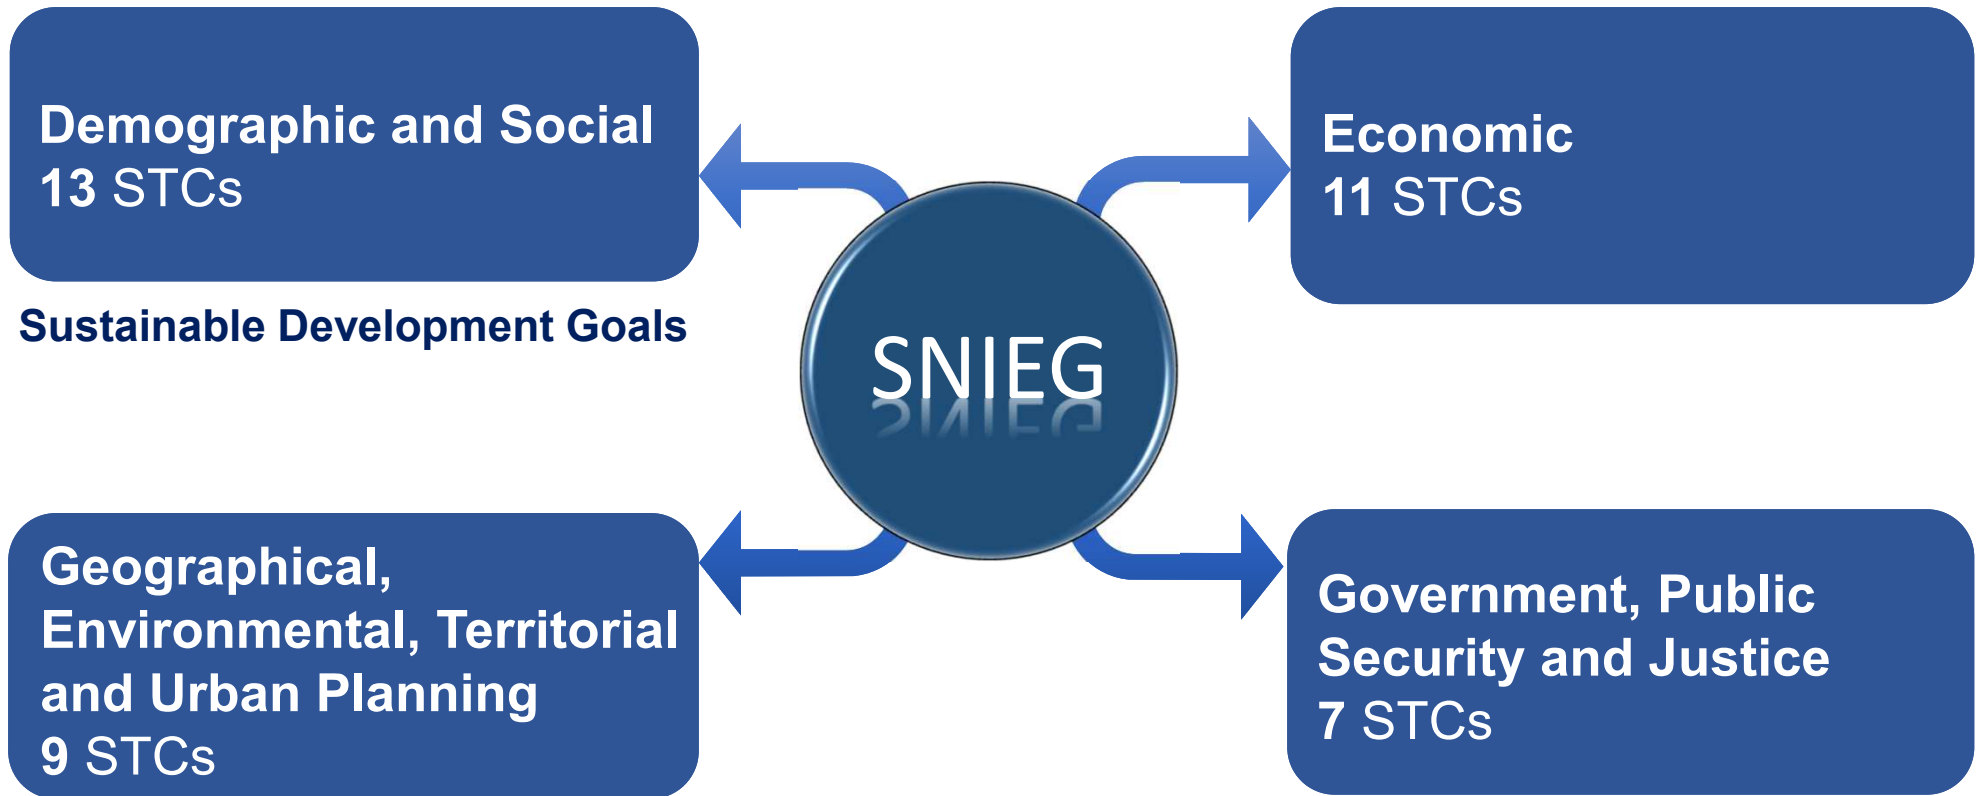 Demographic and Social
13 STCs
Sustainable Development Goals
Economic
11 STCs
SNIEG
Geographical,
Environmental, Territorial
and Urban Planning
9 STCs
Government, Public
Security and Justice
7 STCs